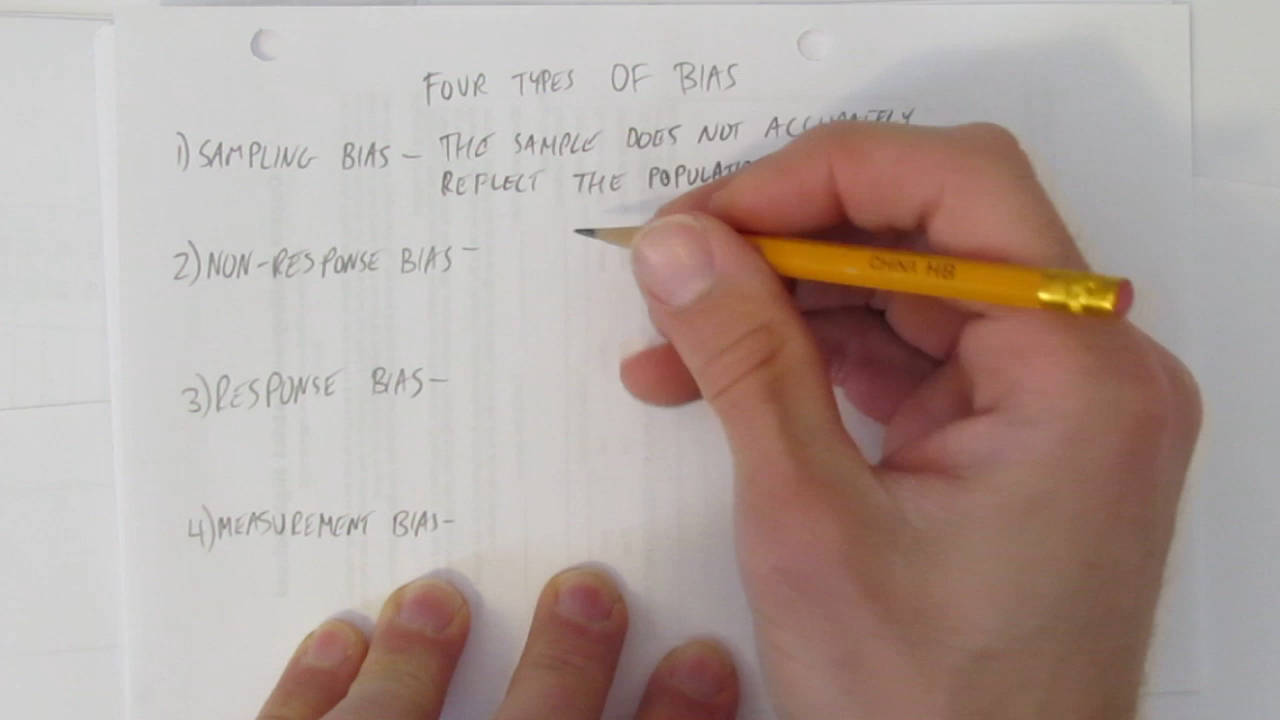 FOUR TYPES OF BIAS
1) SAMPLING BIAS - THE SAMPLE DOES NOT ACCURATELY
REFLECT THE
2) NON-RESPONSE BIAS -
3) RESPONSE BIAS -
4) MEASUREMENT BIAS -
CHINA HB